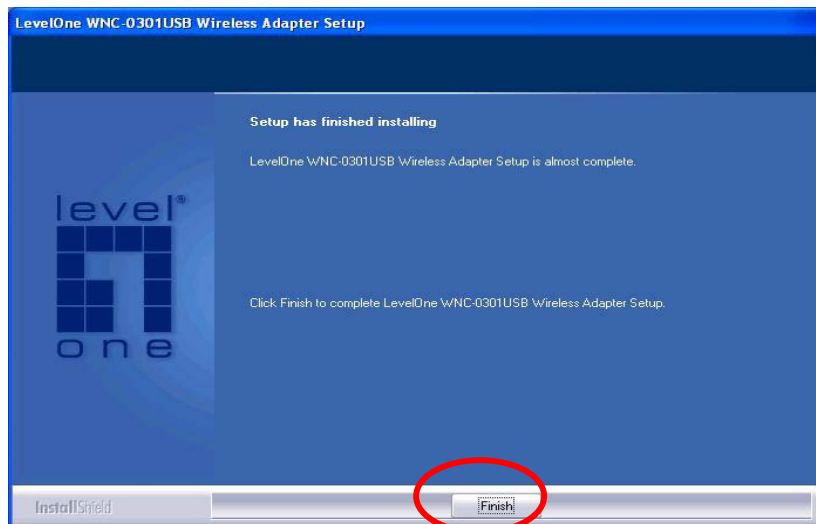 LevelOne WNC-0301USB Wireless Adapter Setup
Setup has finished installing
LevelOne WNC-0301USB Wireless Adapter Setup is almost complete.
level®
one
Click Finish to complete LevelOne WNC-0301USB Wireless Adapter Setup.
InstallShield
Finish